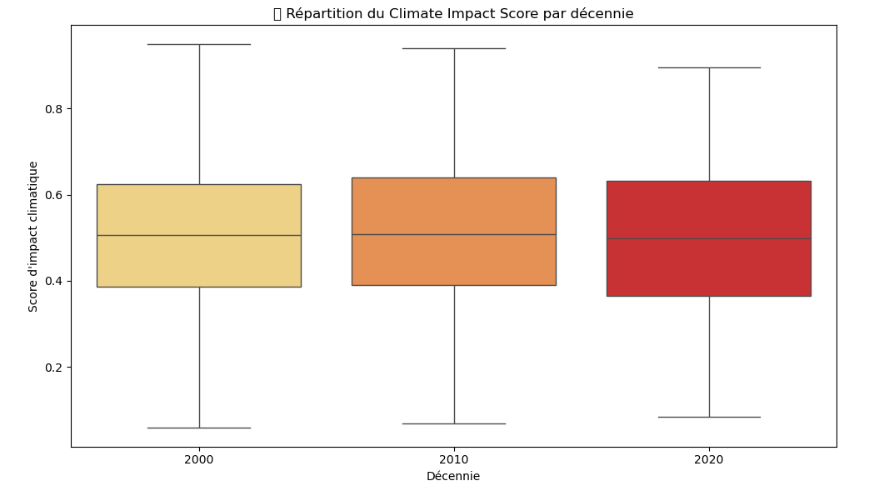 ▯ Répartition du Climate Impact Score par décennie
Score d'impact climatique
0.8
0.6
0.4
0.2
2000 2010 2020
Décennie